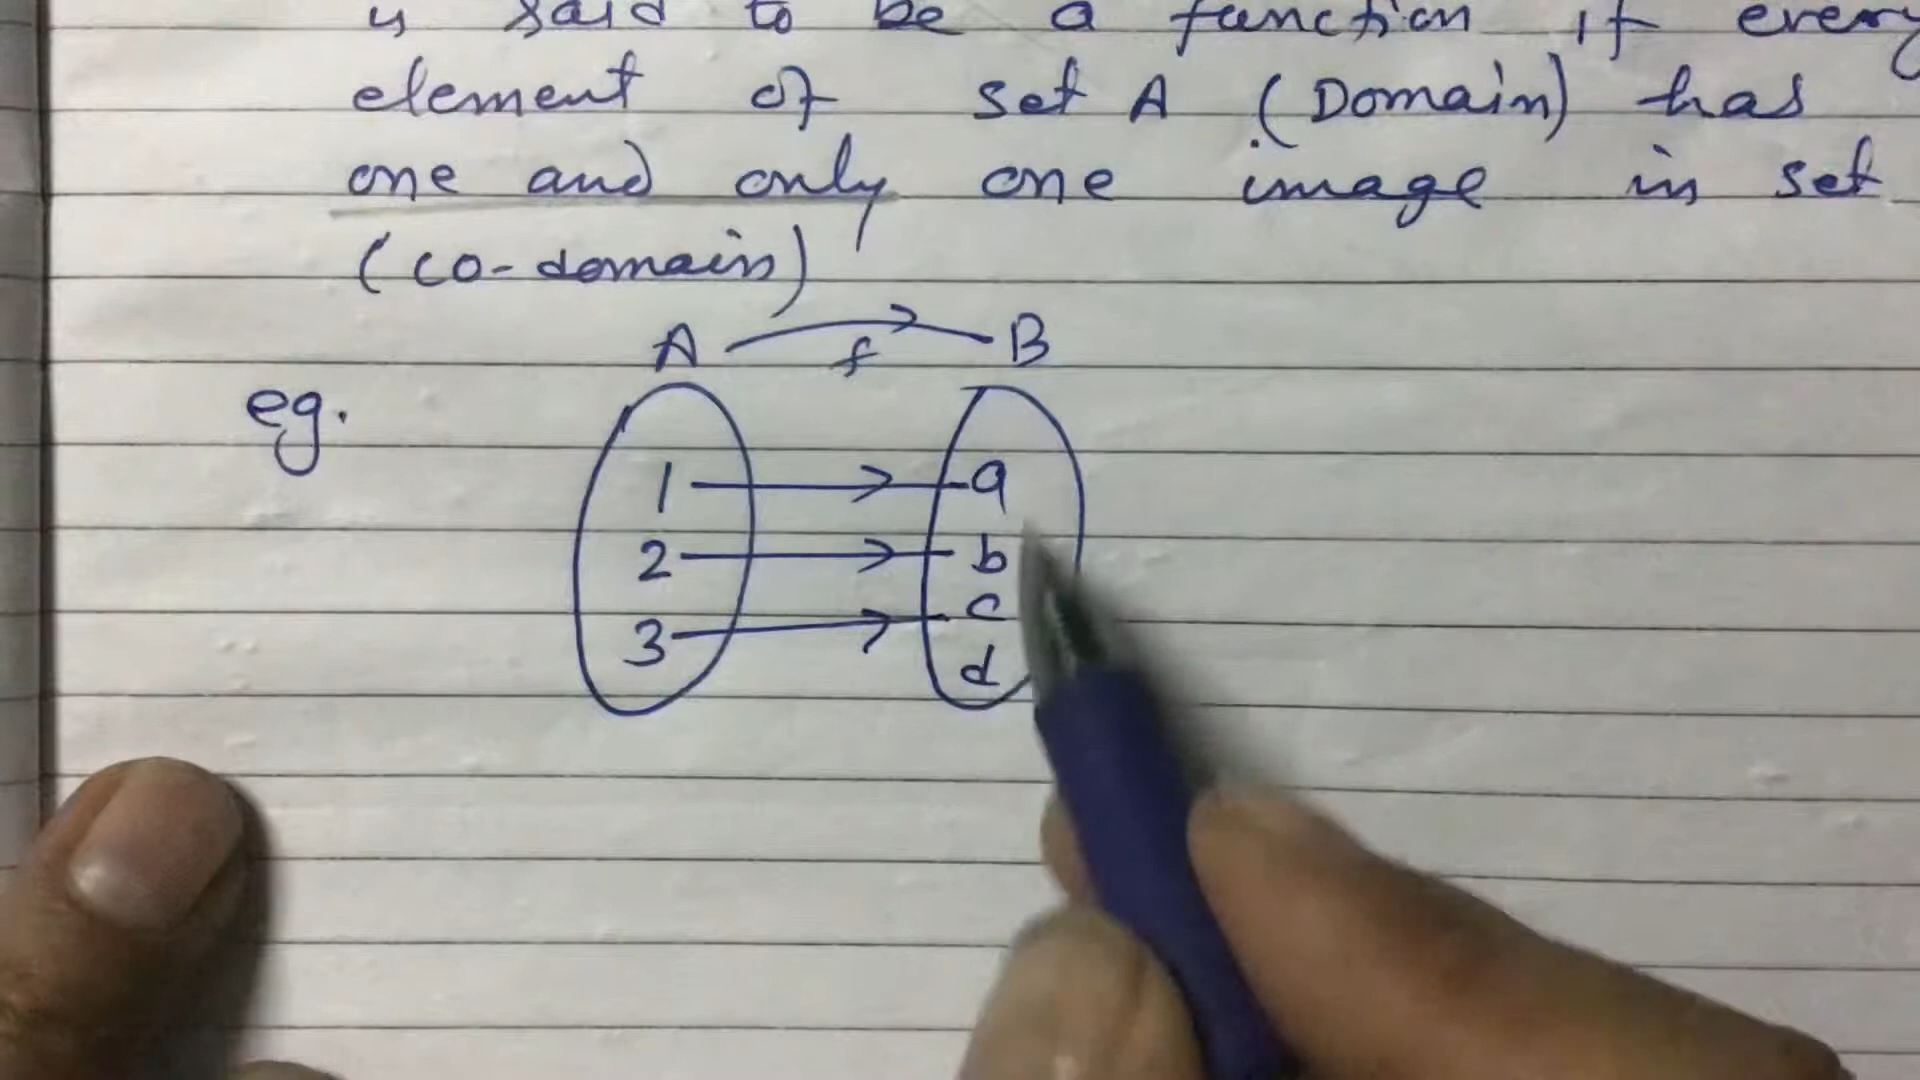 is said to be a function if every
element of set A (Domain) has
one and only one image in set
(co-domain)
A f B
eg.
1 a
2 b
3 c
d